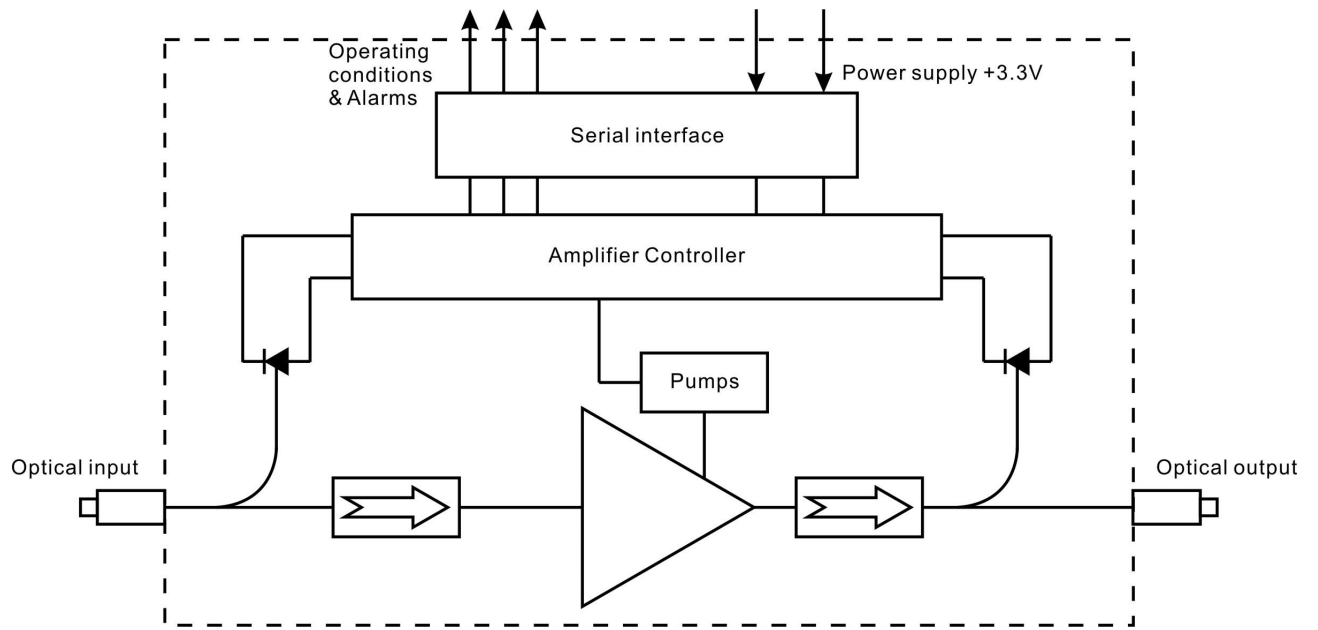 Operating
conditions
& Alarms
Power supply +3.3V
Serial interface
Amplifier Controller
Pumps
Optical input
Optical output